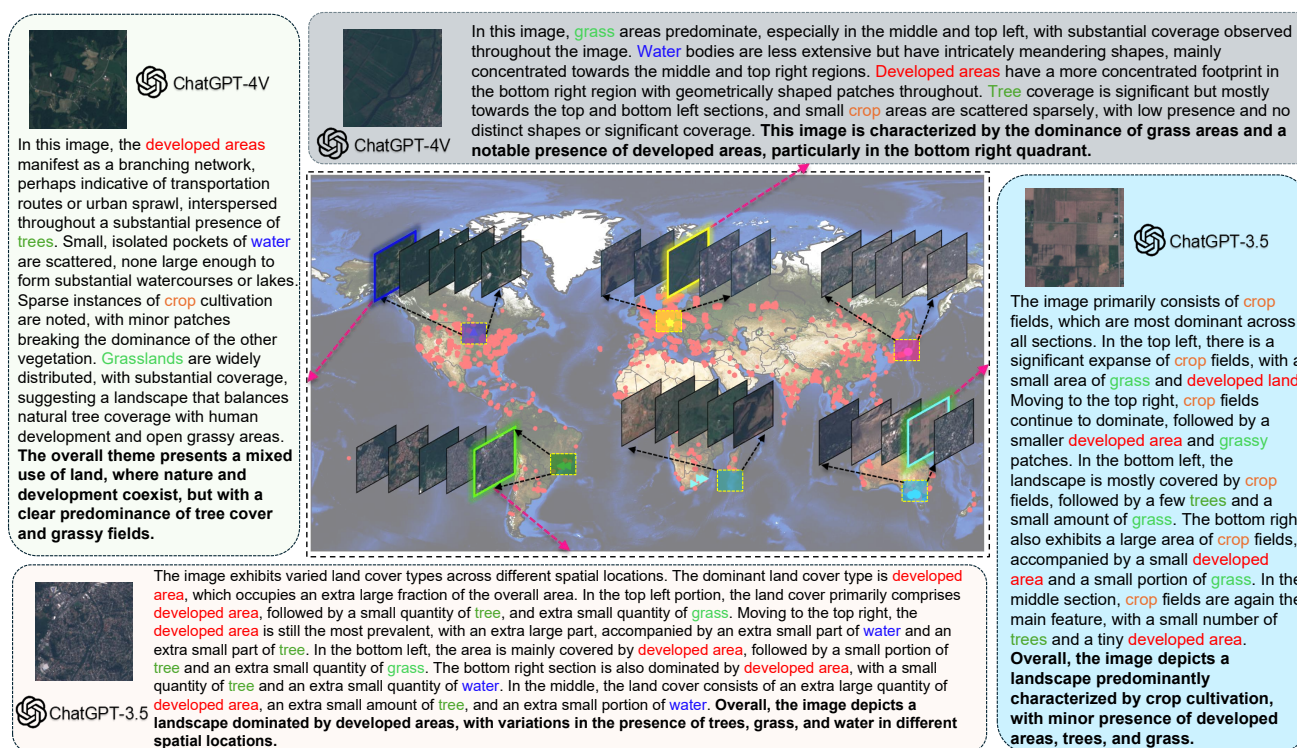 ChatGPT-4V
In this image, the developed areas
manifest as a branching network,
perhaps indicative of transportation
routes or urban sprawl, interspersed
throughout a substantial presence of
trees. Small, isolated pockets of water
are scattered, none large enough to
form substantial watercourses or lakes.
Sparse instances of crop cultivation
are noted, with minor patches
breaking the dominance of the other
vegetation. Grasslands are widely
distributed, with substantial coverage,
suggesting a landscape that balances
natural tree coverage with human
development and open grassy areas.
The overall theme presents a mixed
use of land, where nature and
development coexist, but with a
clear predominance of tree cover
and grassy fields.
ChatGPT-4V
In this image, grass areas predominate, especially in the middle and top left, with substantial coverage observed
throughout the image. Water bodies are less extensive but have intricately meandering shapes, mainly
concentrated towards the middle and top right regions. Developed areas have a more concentrated footprint in
the bottom right region with geometrically shaped patches throughout. Tree coverage is significant but mostly
towards the top and bottom left sections, and small crop areas are scattered sparsely, with low presence and no
distinct shapes or significant coverage. This image is characterized by the dominance of grass areas and a
notable presence of developed areas, particularly in the bottom right quadrant.
ChatGPT-3.5
The image primarily consists of crop
fields, which are most dominant across
all sections. In the top left, there is a
significant expanse of crop fields, with a
small area of grass and developed land
Moving to the top right, crop fields
continue to dominate, followed by a
smaller developed area and grassy
patches. In the bottom left, the
landscape is mostly covered by crop
fields, followed by a few trees and a
small amount of grass. The bottom righ
also exhibits a large area of crop fields,
accompanied by a small developed
area and a small portion of grass. In the
middle section, crop fields are again the
main feature, with a small number of
trees and a tiny developed area.
Overall, the image depicts a
landscape predominantly
characterized by crop cultivation,
with minor presence of developed
areas, trees, and grass.
ChatGPT-3.5
The image exhibits varied land cover types across different spatial locations. The dominant land cover type is developed
area, which occupies an extra large fraction of the overall area. In the top left portion, the land cover primarily comprises
developed area, followed by a small quantity of tree, and extra small quantity of grass. Moving to the top right, the
developed area is still the most prevalent, with an extra large part, accompanied by an extra small part of water and an
extra small part of tree. In the bottom left, the area is mainly covered by developed area, followed by a small portion of
tree and an extra small quantity of grass. The bottom right section is also dominated by developed area, with a small
quantity of tree and an extra small quantity of water. In the middle, the land cover consists of an extra large quantity of
developed area, an extra small amount of tree, and an extra small portion of water. Overall, the image depicts a
landscape dominated by developed areas, with variations in the presence of trees, grass, and water in different
spatial locations.